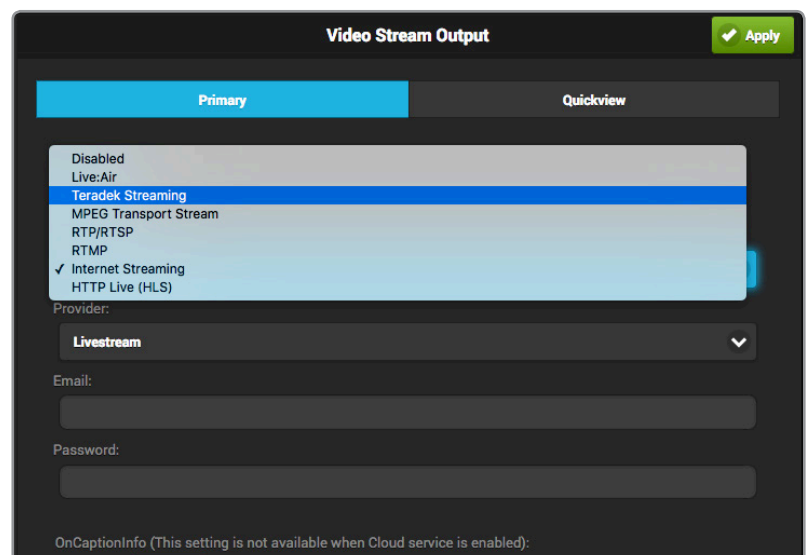 Video Stream Output
Apply
Primary
Quickview
Disabled
Live:Air
Teradek Streaming
MPEG Transport Stream
RTP/RTSP
RTMP
✓ Internet Streaming
HTTP Live (HLS)
Provider:
Livestream
Email:
Password:
OnCaptionInfo (This setting is not available when Cloud service is enabled):